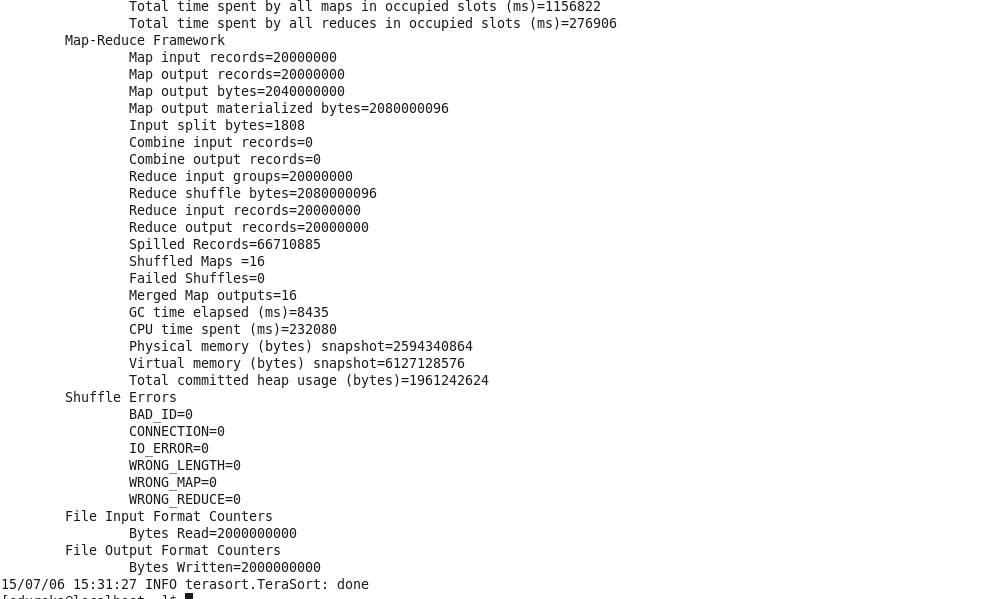 Total time spent by all maps in occupied slots (ms)=1156822
Total time spent by all reduces in occupied slots (ms)=276906
Map-Reduce Framework
Map input records=20000000
Map output records=20000000
Map output bytes=2040000000
Map output materialized bytes=2080000096
Input split bytes=1808
Combine input records=0
Combine output records=0
Reduce input groups=20000000
Reduce shuffle bytes=2080000096
Reduce input records=20000000
Reduce output records=20000000
Spilled Records=66710885
Shuffled Maps =16
Failed Shuffles=0
Merged Map outputs=16
GC time elapsed (ms)=8435
CPU time spent (ms)=232080
Physical memory (bytes) snapshot=2594340864
Virtual memory (bytes) snapshot=6127128576
Total committed heap usage (bytes)=1961242624
Shuffle Errors
BAD_ID=0
CONNECTION=0
IO_ERROR=0
WRONG_LENGTH=0
WRONG_MAP=0
WRONG_REDUCE=0
File Input Format Counters
Bytes Read=2000000000
File Output Format Counters
Bytes Written=2000000000
15/07/06 15:31:27 INFO terasort.TeraSort: done